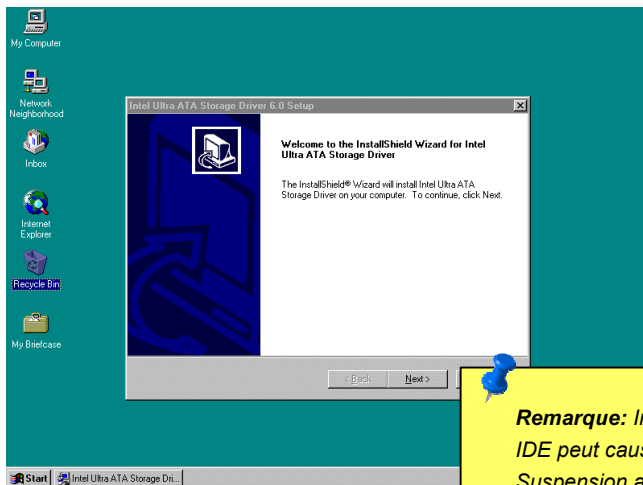 My Computer
Network
Neighborhood
Inbox
Internet
Explorer
Recycle Bin
My Briefcase
Intel Ultra ATA Storage Driver 6.0 Setup
Welcome to the InstallShield Wizard for Intel
Ultra ATA Storage Driver
The InstallShield® Wizard will install Intel Ultra ATA
Storage Driver on your computer. To continue, click Next.
< Back
Next >
Remarque:
IDE peut
Suspension
Start
Intel Ultra ATA Storage Dri...